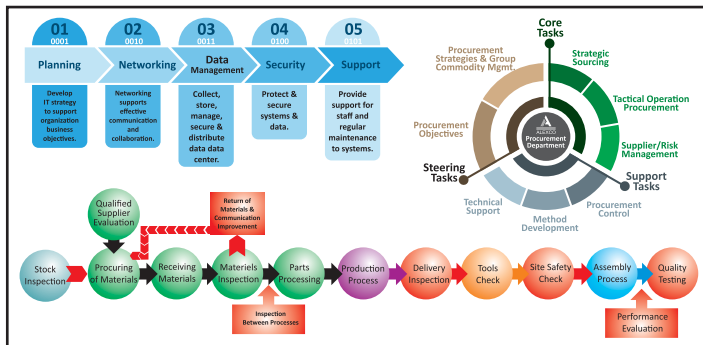 01
0001
Planning
Develop
IT strategy
to support
organization
business
objectives.
02
0010
Networking
Networking
supports
effective
communication
and
collaboration.
03
0011
Data
Management
Collect,
store,
manage,
secure &
distribute
data data
center.
04
0100
Security
Protect &
secure
systems &
data.
05
0101
Support
Provide
support for
staff and
regular
maintenance
to systems.
Core
Tasks
Procurement
Strategies & Group
Commodity Mgmt.
Strategic
Sourcing
Tactical Operation
Procurement
Procurement
Objectives
ALEXCO
Procurement
Department
Supplier/Risk
Management
Steering
Tasks
Support
Tasks
Technical
Support
Method
Development
Procurement
Control
Qualified
Supplier
Evaluation
Return of
Materials &
Communication
Improvement
Stock
Inspection
Procuring
of Materials
Receiving
Materials
Materiels
Inspection
Parts
Processing
Production
Process
Delivery
Inspection
Tools
Check
Site Safety
Check
Assembly
Process
Quality
Testing
Inspection
Between Processes
Performance
Evaluation